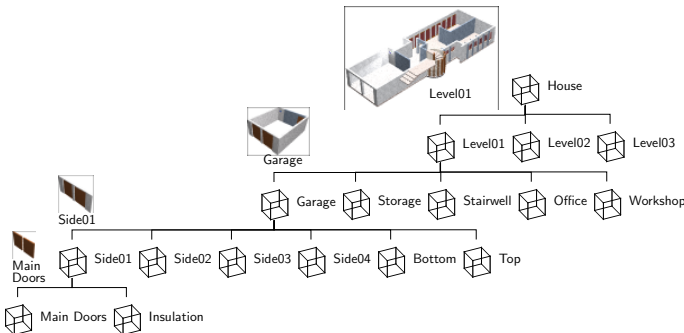 Level01
House
Level01
Level02
Level03
Garage
Garage
Storage
Stairwell
Office
Workshop
Side01
Side01
Side02
Side03
Side04
Bottom
Top
Main
Doors
Main Doors
Insulation